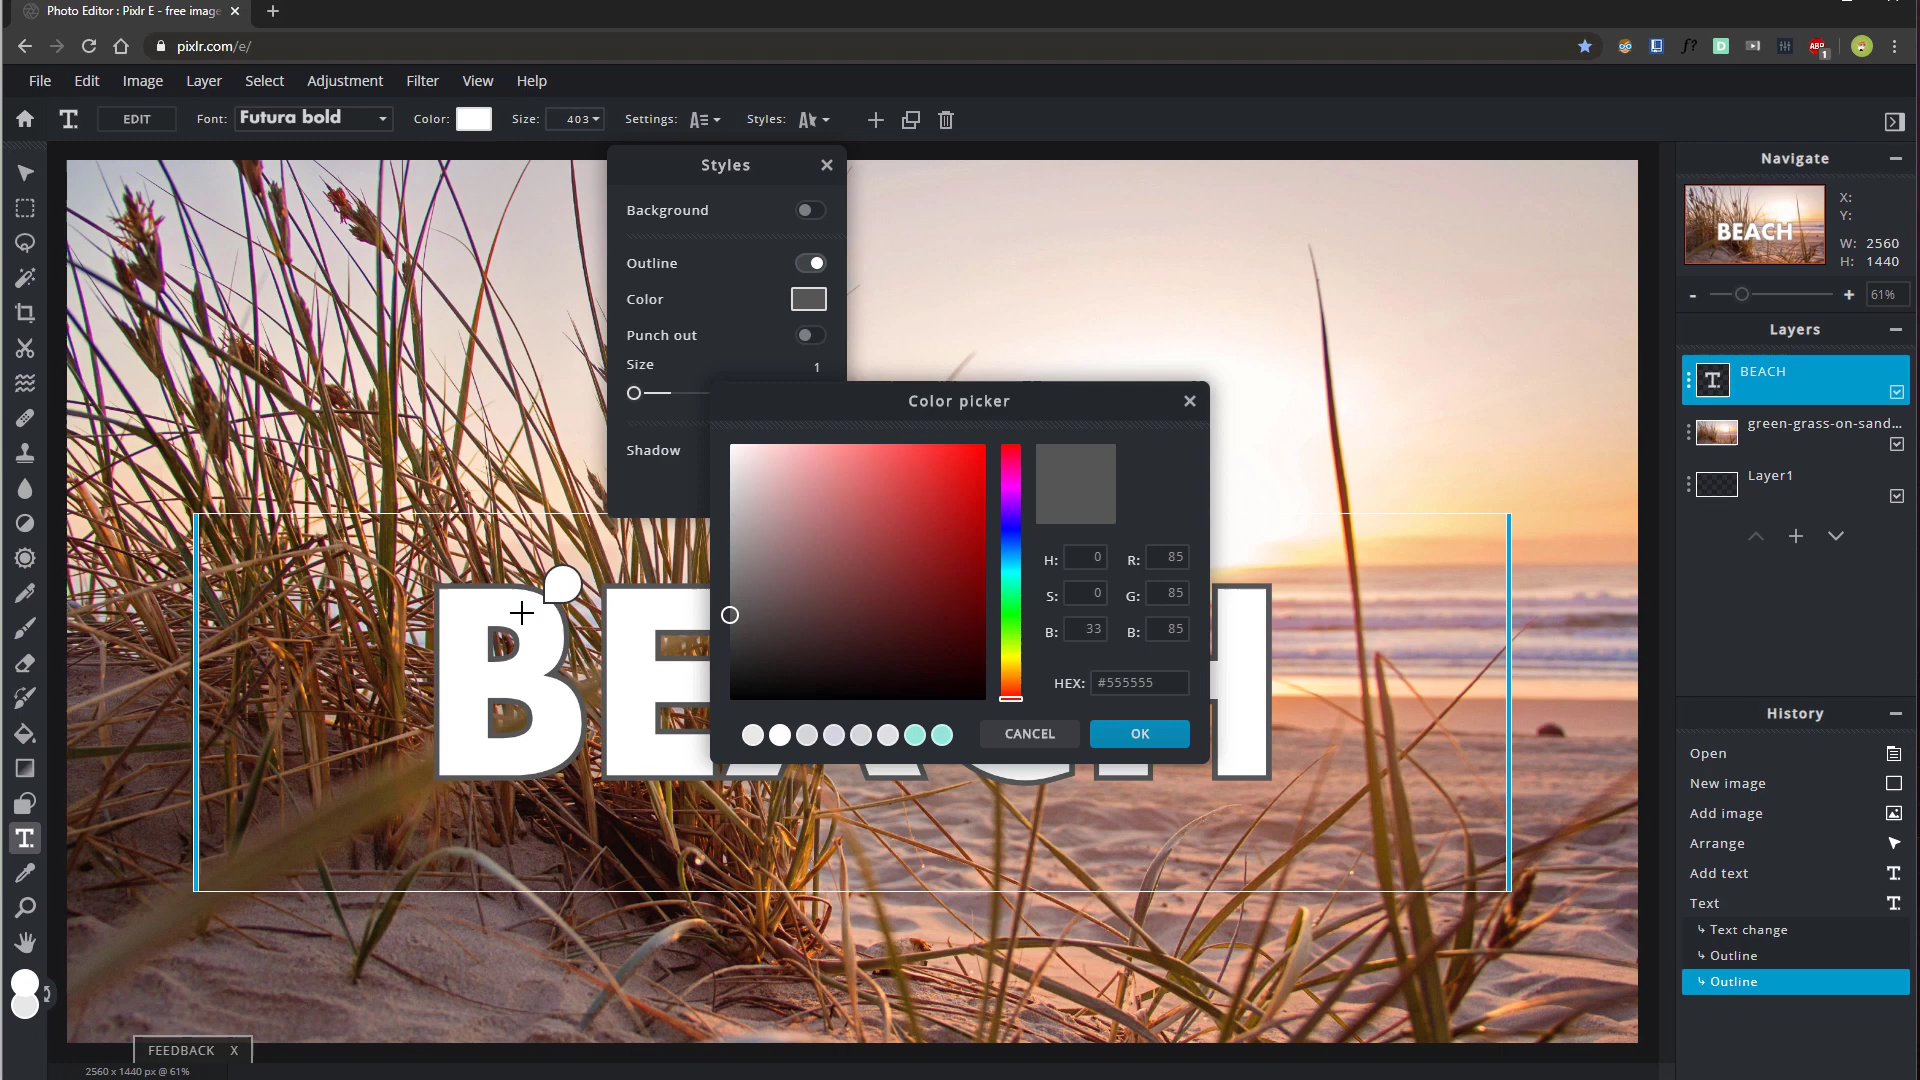 Photo Editor : Pixlr E - free image
pixlr.com/e/
ABP
1
File Edit Image Layer Select Adjustment Filter View Help
EDIT Font: Futura bold Color: Size: 403 Settings: Styles:
Styles
Background
Outline
Color
Punch out
Size 1
Shadow
Color picker
H: 0 R: 85
S: 0 G: 85
B: 33 B: 85
HEX: #555555
CANCEL OK
BEACH
Navigate
BEACH
X:
Y:
W: 2560
H: 1440
- + 61%
Layers
BEACH
green-grass-on-sand...
Layer1
History
Open
New image
Add image
Arrange
Add text
Text
Text change
Outline
Outline
FEEDBACK X
2560 x 1440 px @ 61%